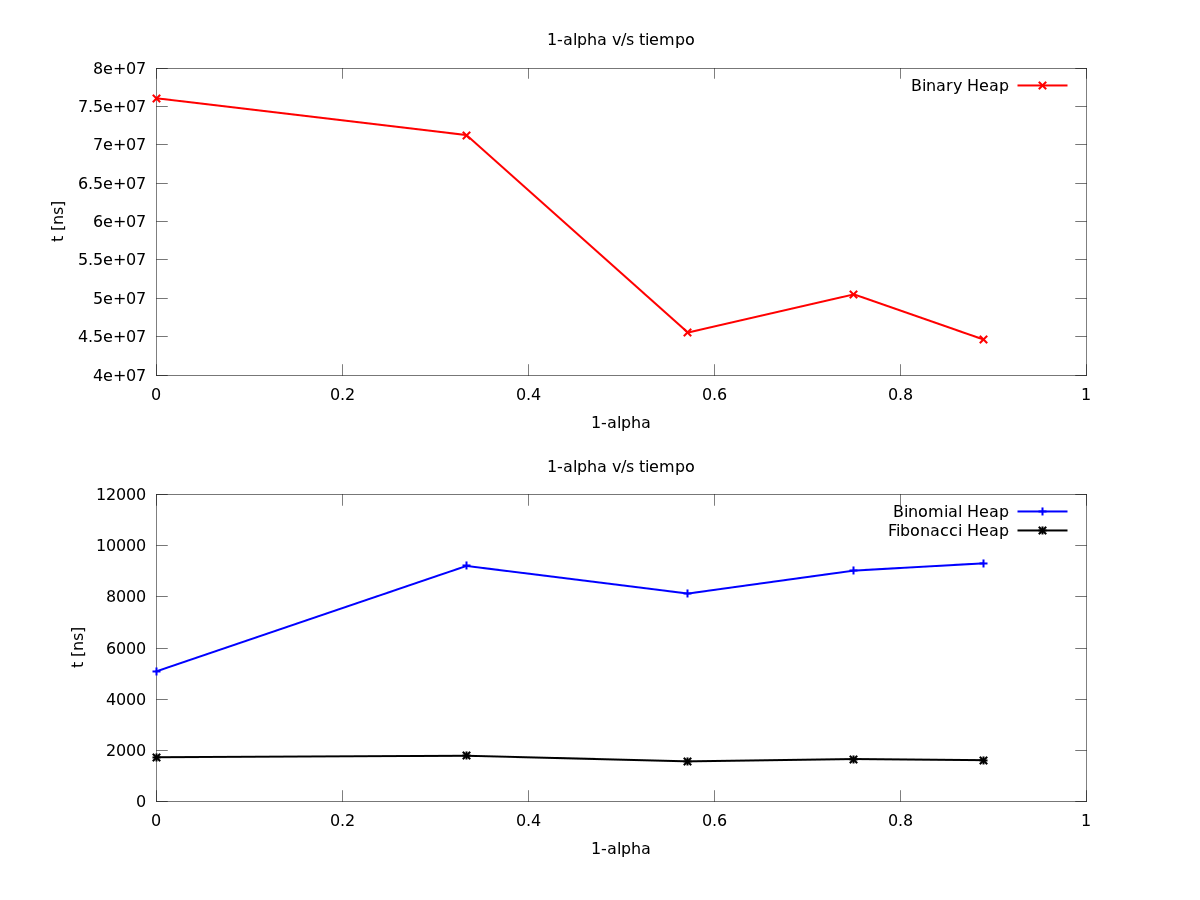 1-alpha v/s tiempo
Binary Heap
8e+07
7.5e+07
7e+07
6.5e+07
6e+07
5.5e+07
5e+07
4.5e+07
4e+07
t [ns]
0 0.2 0.4 0.6 0.8 1
1-alpha
1-alpha v/s tiempo
Binomial Heap
Fibonacci Heap
12000
10000
8000
6000
4000
2000
0
t [ns]
0 0.2 0.4 0.6 0.8 1
1-alpha